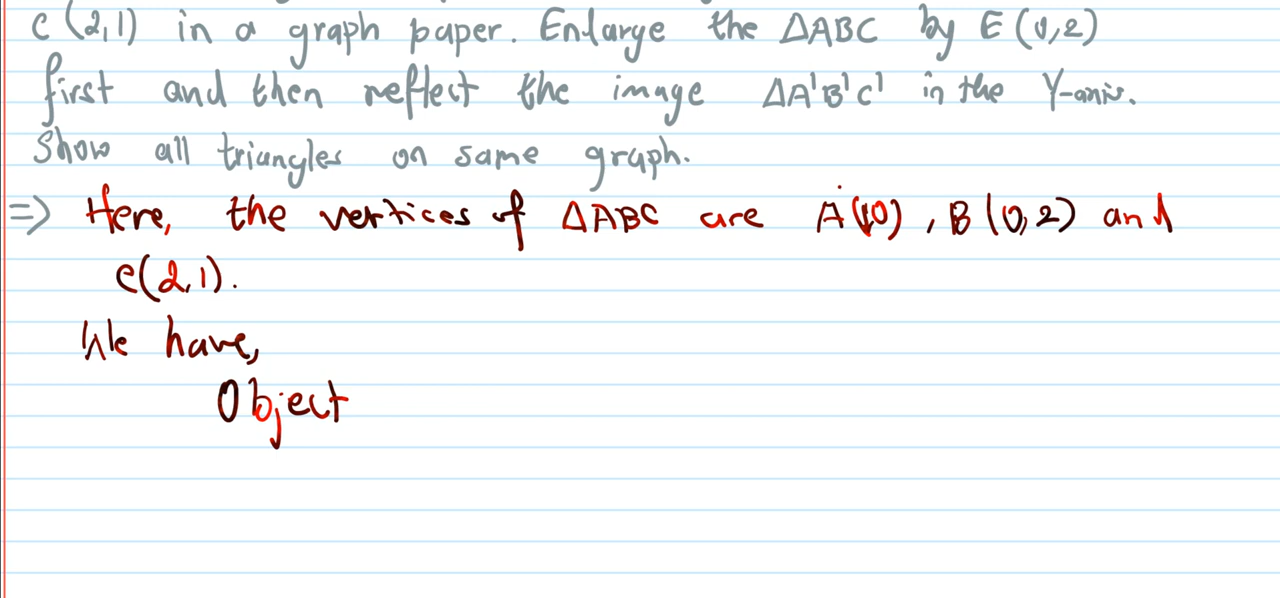 C (2,1) in a graph paper. Enlarge the ΔABC by E (0,2)
first and then reflect the image ΔA'B'C' in the Y-axis.
Show all triangles on same graph.
=> Here, the vertices of ΔABC are A(1,0), B(0,2) and
C(2,1).
We have,
Object